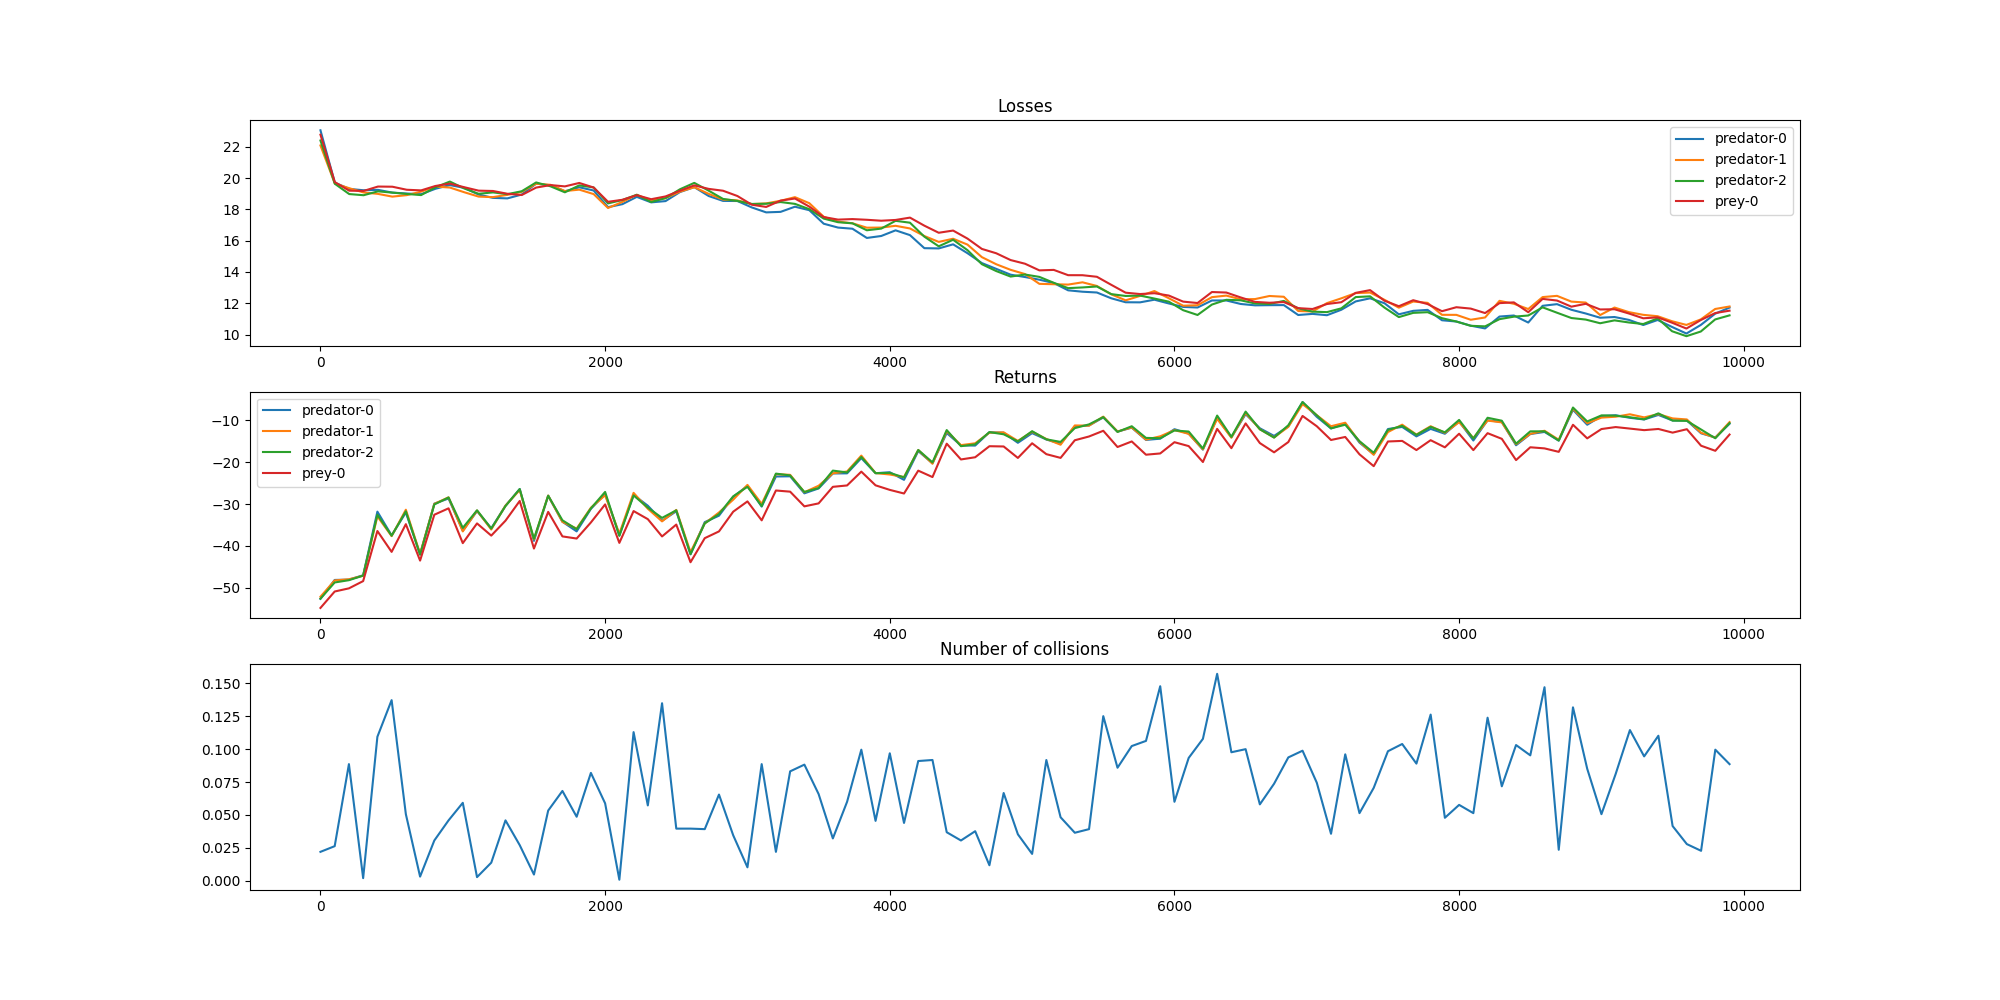 Losses
22
20
18
16
14
12
10
predator-0
predator-1
predator-2
prey-0
0 2000 4000 6000 8000 10000
Returns
−10
−20
−30
−40
−50
predator-0
predator-1
predator-2
prey-0
0 2000 4000 6000 8000 10000
Number of collisions
0.150
0.125
0.100
0.075
0.050
0.025
0.000
0 2000 4000 6000 8000 10000